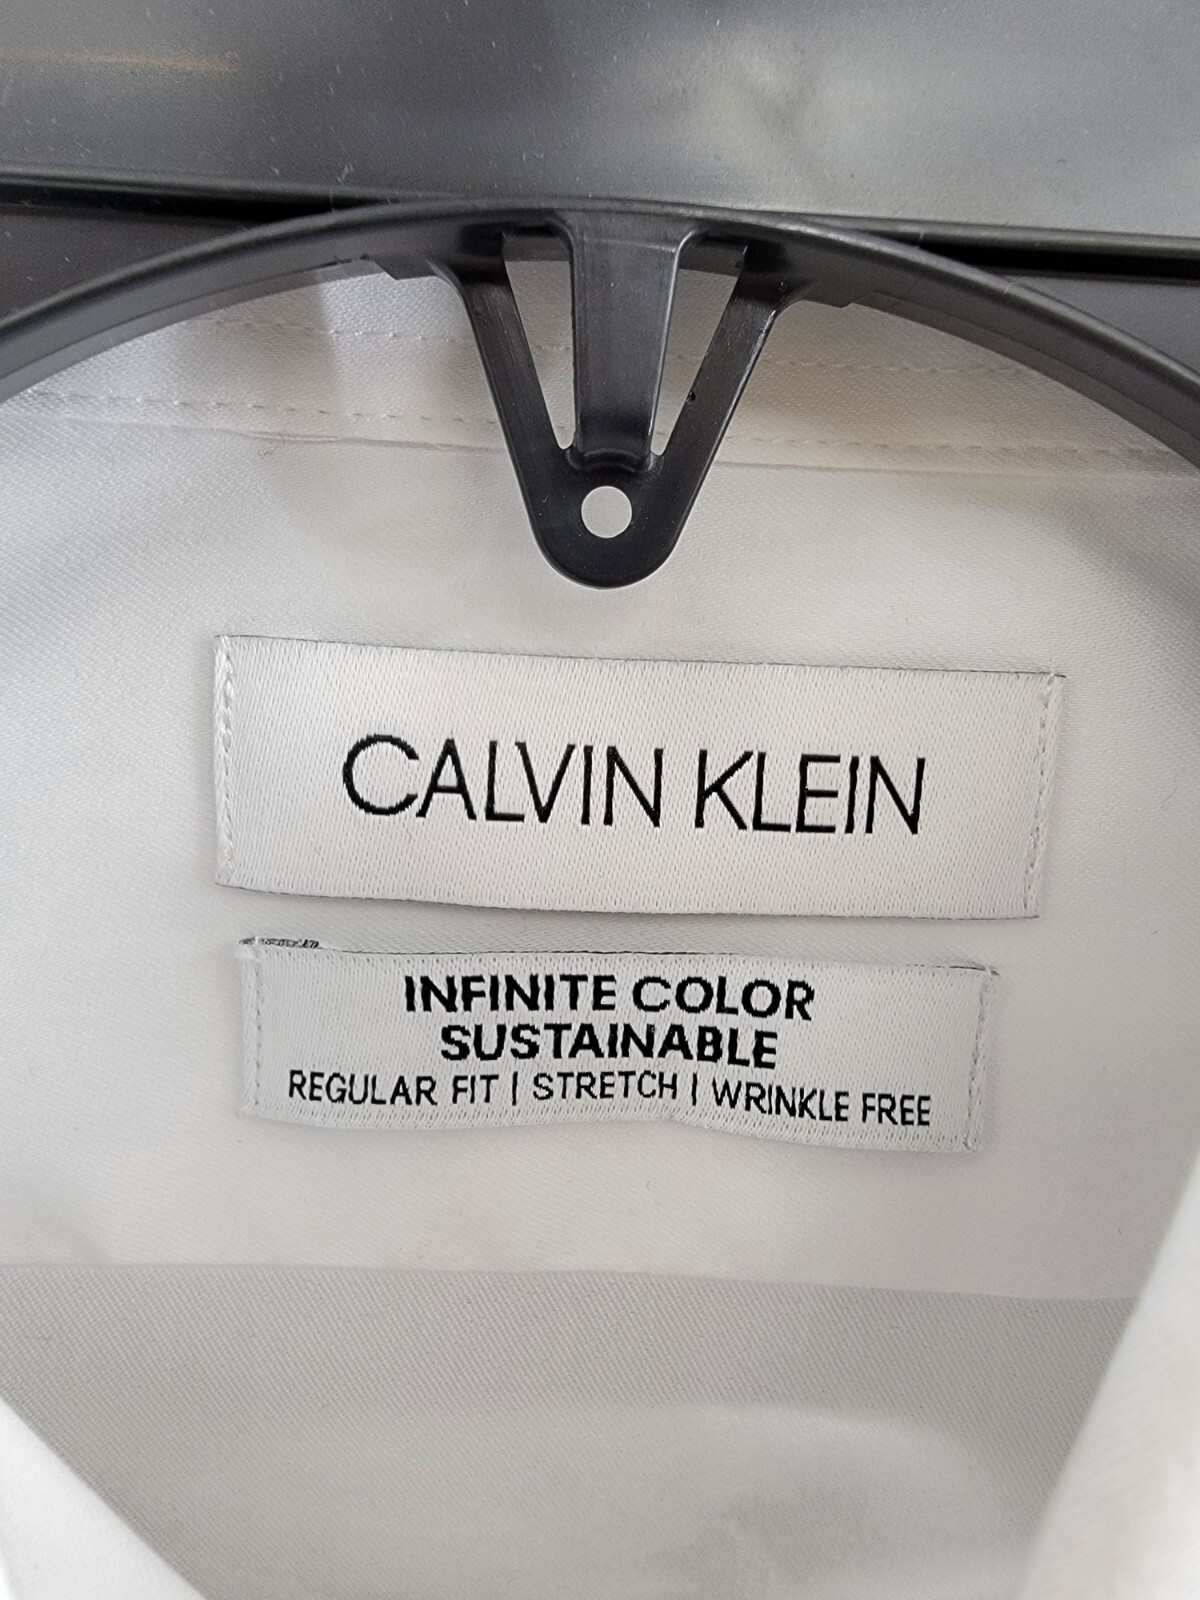 CALVIN KLEIN
INFINITE COLOR
SUSTAINABLE
REGULAR FIT | STRETCH | WRINKLE FREE